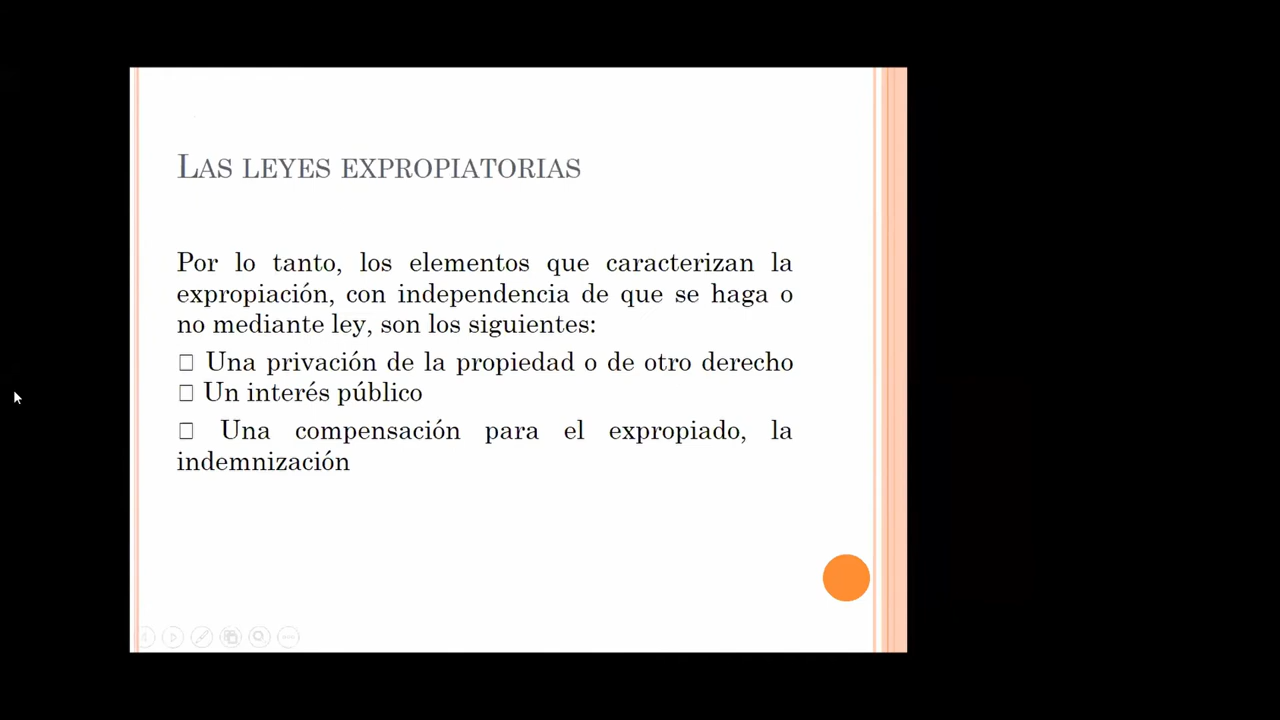 LAS LEYES EXPROPIATORIAS
Por lo tanto, los elementos que caracterizan la
expropiación, con independencia de que se haga o
no mediante ley, son los siguientes:
□ Una privación de la propiedad o de otro derecho
□ Un interés público
□ Una compensación para el expropiado, la
indemnización